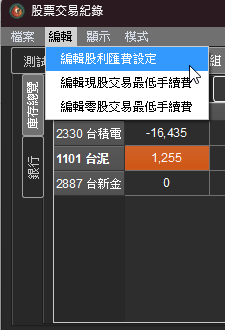 股票交易紀錄
檔案 編輯 顯示 模式
編輯股利匯費設定
編輯現股交易最低手續費
編輯零股交易最低手續費
測試
組
庫存總覽
銀行
2330 台積電 -16,435
1101 台泥 1,255
2887 台新金 0